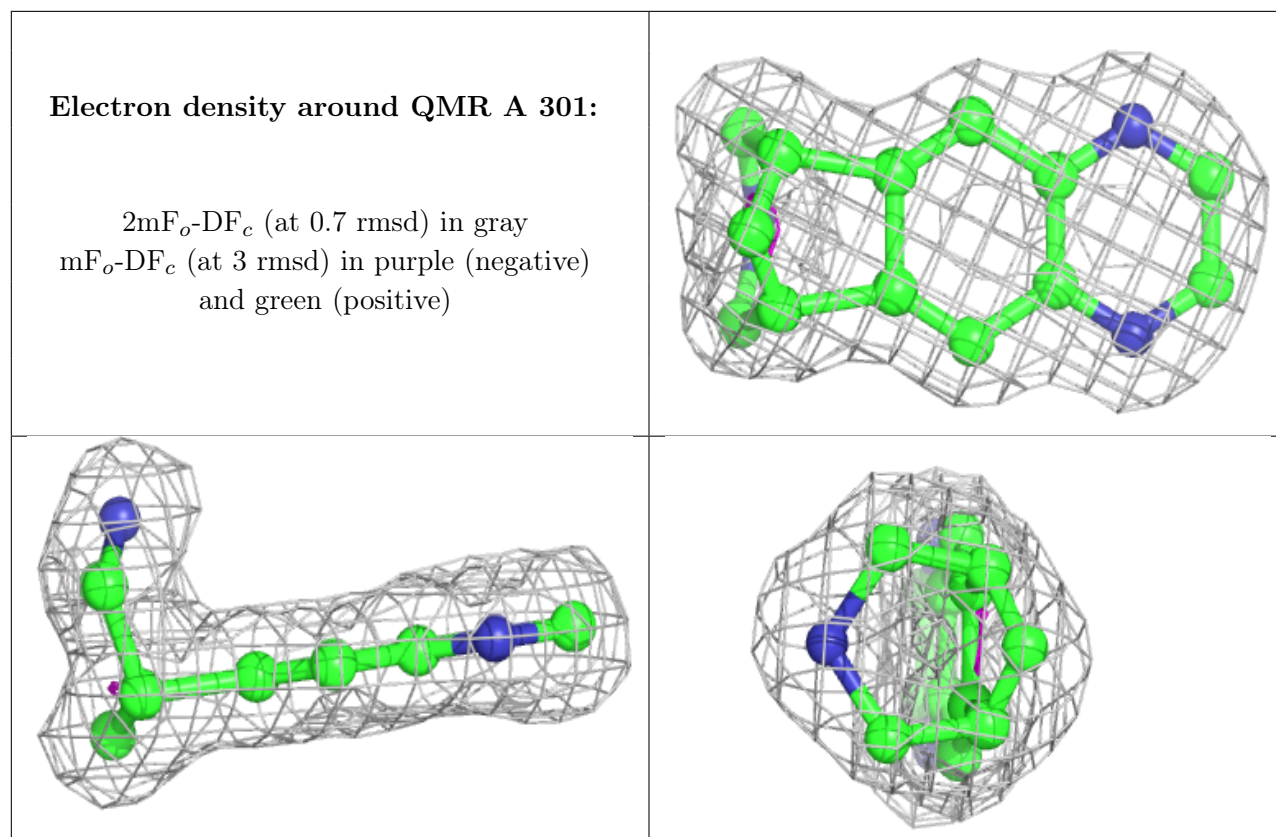 Electron density around QMR A 301:
2mFₒ-DF𝒸 (at 0.7 rmsd) in gray
mFₒ-DF𝒸 (at 3 rmsd) in purple (negative)
and green (positive)